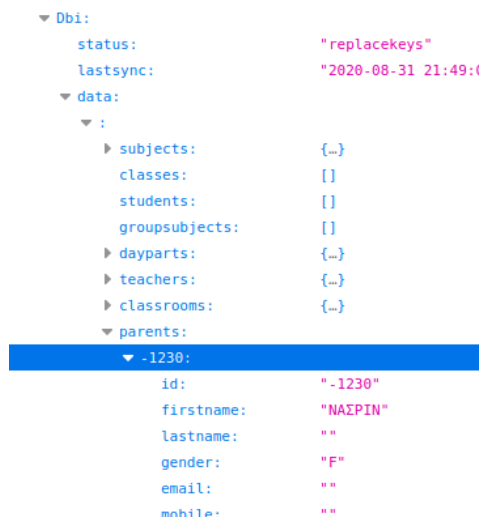 Dbi:
status: "replacekeys"
lastsync: "2020-08-31 21:49:
data:
:
subjects: {…}
classes: []
students: []
groupsubjects: []
dayparts: {…}
teachers: {…}
classrooms: {…}
parents:
-1230:
id: "-1230"
firstname: "ΝΑΣΡΙΝ"
lastname: ""
gender: "F"
email: ""
mobile: ""